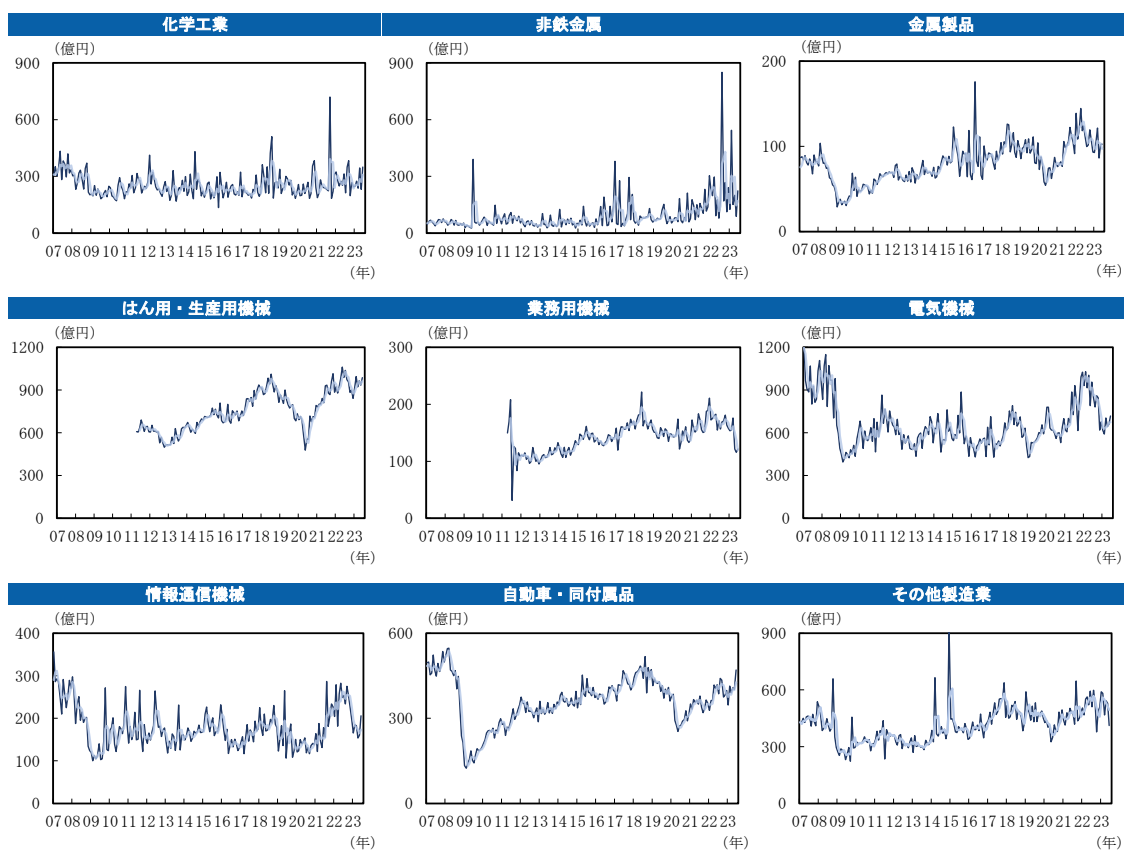 化学工業 非鉄金属 金属製品
（億円） （億円） （億円）
900 900 200
600 600
100
300 300
0 0 0
07 08 09 10 11 12 13 14 15 16 17 18 19 20 21 22 23 07 08 09 10 11 12 13 14 15 16 17 18 19 20 21 22 23 07 08 09 10 11 12 13 14 15 16 17 18 19 20 21 22 23
（年） （年） （年）
はん用・生産用機械 業務用機械 電気機械
（億円） （億円） （億円）
1200 300 1200
900 200 900
600 600
300 100 300
0 0 0
07 08 09 10 11 12 13 14 15 16 17 18 19 20 21 22 23 07 08 09 10 11 12 13 14 15 16 17 18 19 20 21 22 23 07 08 09 10 11 12 13 14 15 16 17 18 19 20 21 22 23
（年） （年） （年）
情報通信機械 自動車・同付属品 その他製造業
（億円） （億円） （億円）
400 600 900
300 600
200 300
100 300
0 0 0
07 08 09 10 11 12 13 14 15 16 17 18 19 20 21 22 23 07 08 09 10 11 12 13 14 15 16 17 18 19 20 21 22 23 07 08 09 10 11 12 13 14 15 16 17 18 19 20 21 22 23
（年） （年） （年）